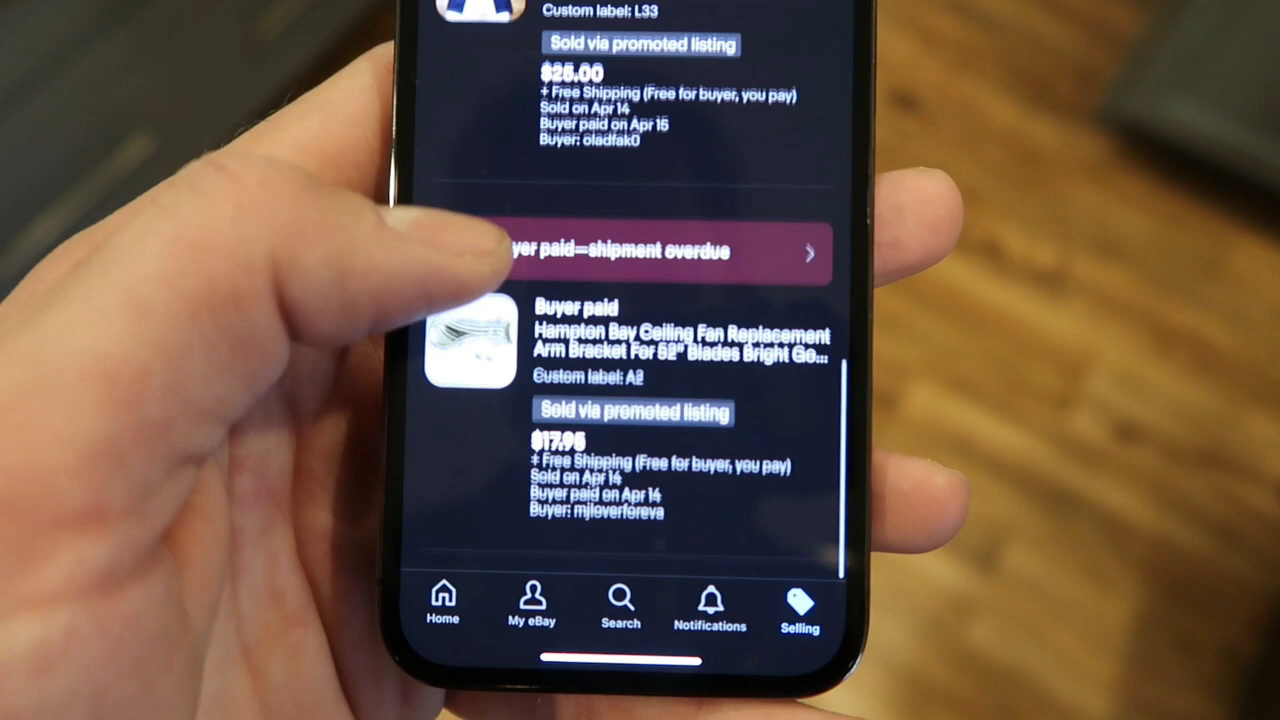 Custom label: L33
Sold via promoted listing
$25.00
+ Free Shipping (Free for buyer, you pay)
Sold on Apr 14
Buyer paid on Apr 15
Buyer: oladfak0
yer paid—shipment overdue
Buyer paid
Hampton Bay Ceiling Fan Replacement
Arm Bracket For 52" Blades Bright Go...
Custom label: A2
Sold via promoted listing
$17.95
+ Free Shipping (Free for buyer, you pay)
Sold on Apr 14
Buyer paid on Apr 14
Buyer: mjloverforeva
Home
My eBay
Search
Notifications
Selling